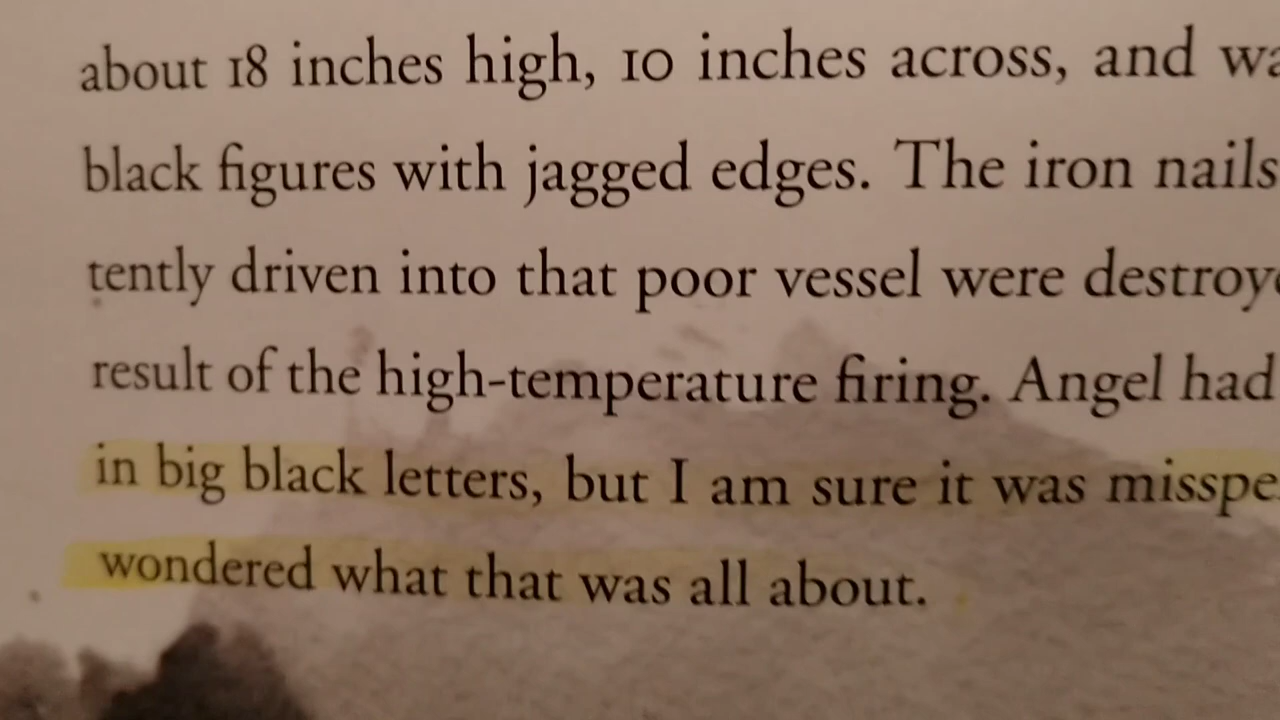 about 18 inches high, 10 inches across, and
black figures with jagged edges. The iron nails
tently driven into that poor vessel were
result of the high-temperature firing. Angel had
in big black letters, but I am sure it was
wondered what that was all about.